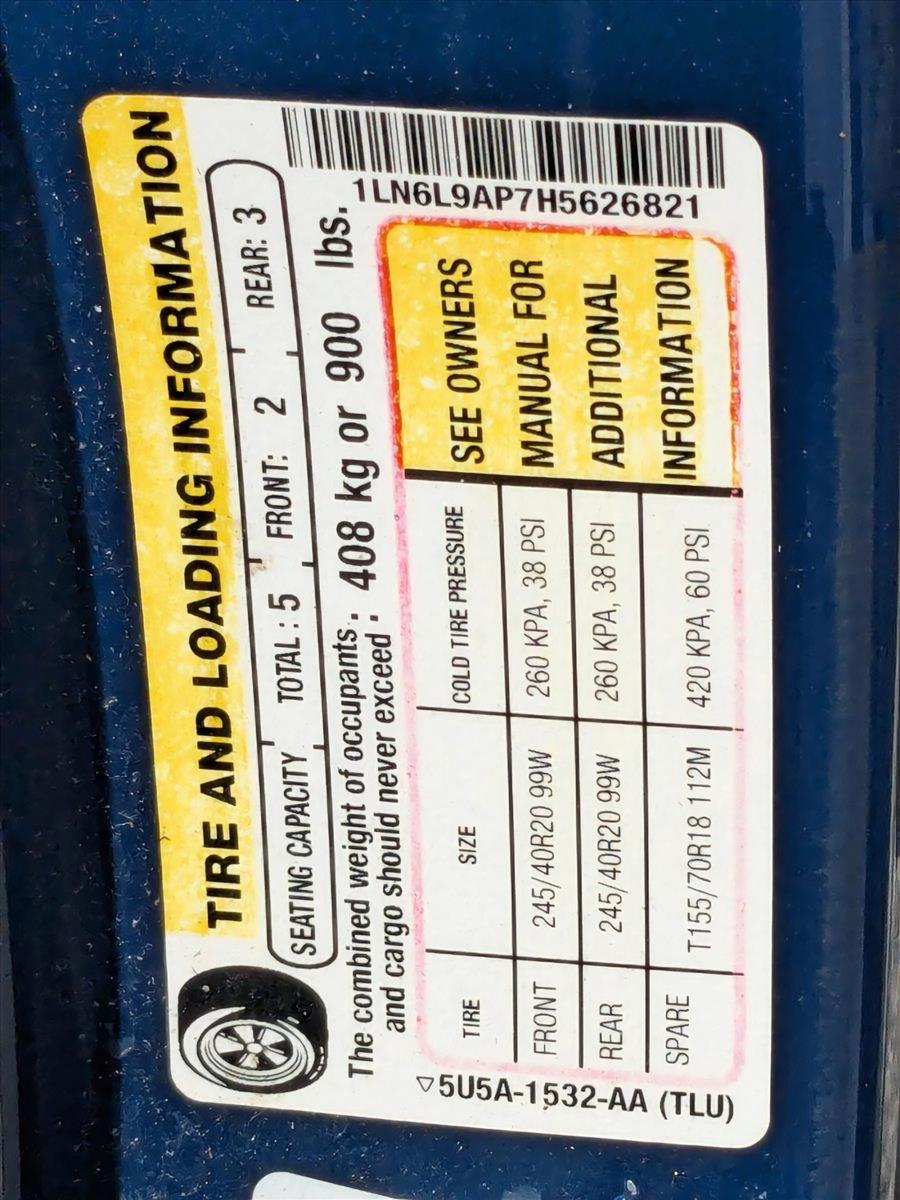 TIRE AND LOADING INFORMATION
SEATING CAPACITY TOTAL : 5 FRONT: 2 REAR: 3
The combined weight of occupants
and cargo should never exceed : 408 kg or 900 lbs.
1LN6L9AP7H5626821
TIRE SIZE COLD TIRE PRESSURE
FRONT 245/40R20 99W 260 KPA, 38 PSI
REAR 245/40R20 99W 260 KPA, 38 PSI
SPARE T155/70R18 112M 420 KPA, 60 PSI
SEE OWNERS
MANUAL FOR
ADDITIONAL
INFORMATION
▽5U5A-1532-AA (TLU)